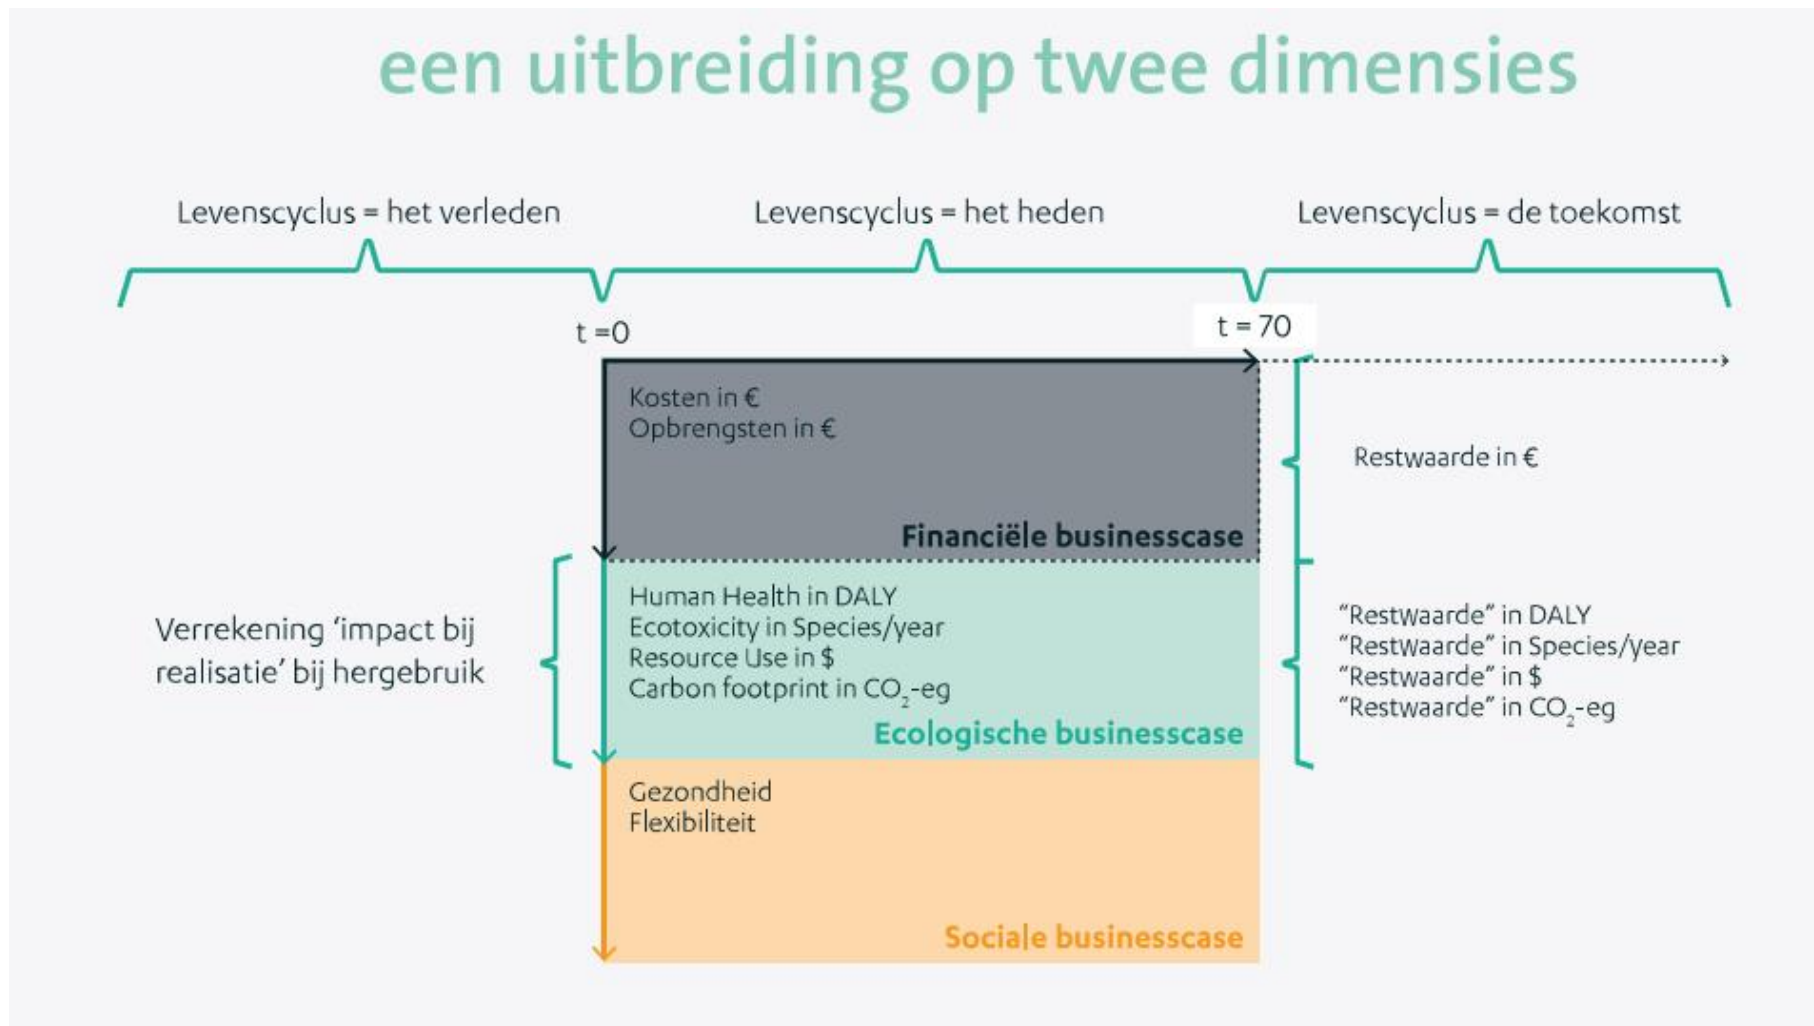 een uitbreiding op twee dimensies
Levenscyclus = het verleden
Levenscyclus = het heden
Levenscyclus = de toekomst
t =0
t = 70
Kosten in €
Opbrengsten in €
Financiële businesscase
Restwaarde in €
Verrekening ‘impact bij
realisatie’ bij hergebruik
Human Health in DALY
Ecotoxicity in Species/year
Resource Use in $
Carbon footprint in CO₂-eg
Ecologische businesscase
“Restwaarde” in DALY
“Restwaarde” in Species/year
“Restwaarde” in $
“Restwaarde” in CO₂-eg
Gezondheid
Flexibiliteit
Sociale businesscase